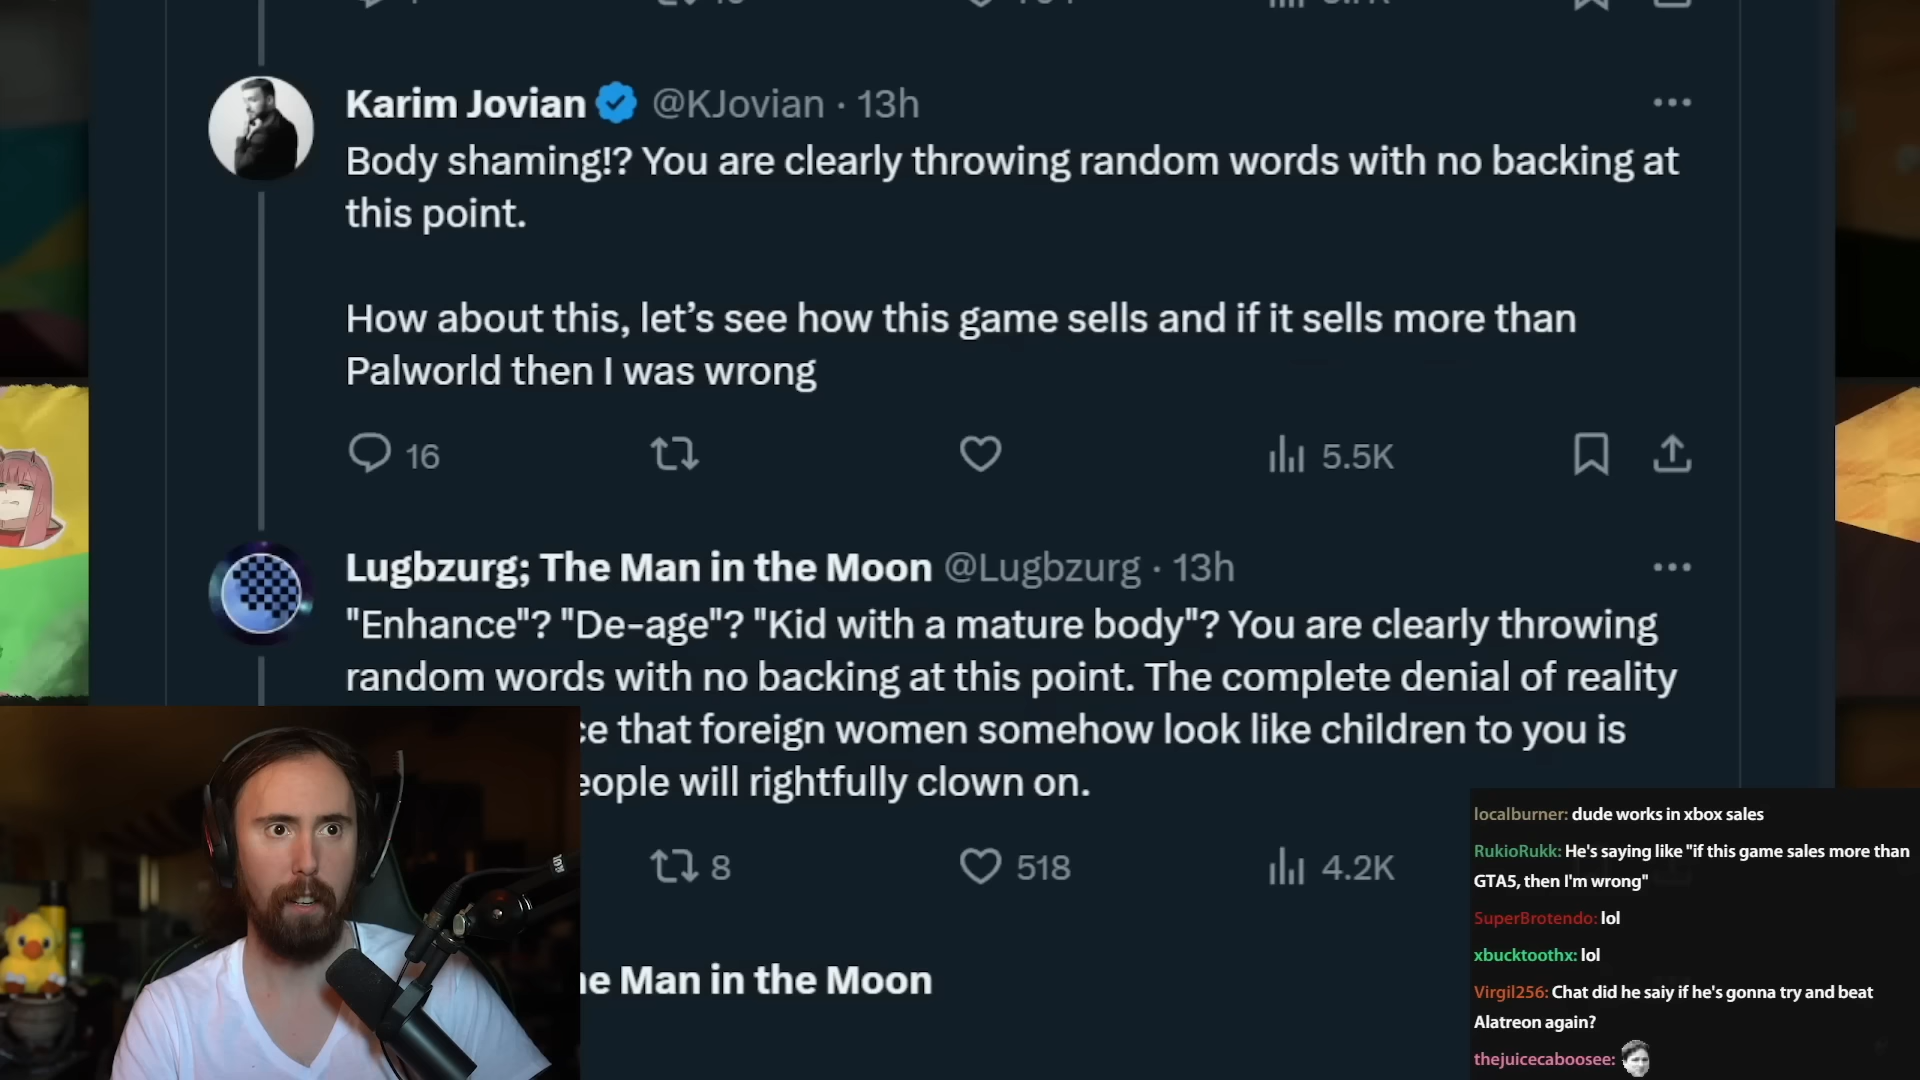 Karim Jovian @KJovian · 13h
Body shaming!? You are clearly throwing random words with no backing at
this point.
How about this, let’s see how this game sells and if it sells more than
Palworld then I was wrong
16 5.5K
Lugbzurg; The Man in the Moon @Lugbzurg · 13h
"Enhance"? "De-age"? "Kid with a mature body"? You are clearly throwing
random words with no backing at this point. The complete denial of reality
that foreign women somehow look like children to you is
will rightfully clown on.
8 518 4.2K
Man in the Moon
localburner: dude works in xbox sales
RukioRukk: He's saying like "if this game sales more than
GTA5, then I'm wrong"
SuperBrotendo: lol
xbucktoothx: lol
Virgil256: Chat did he saiy if he's gonna try and beat
Alatreon again?
thejuicecaboosee: